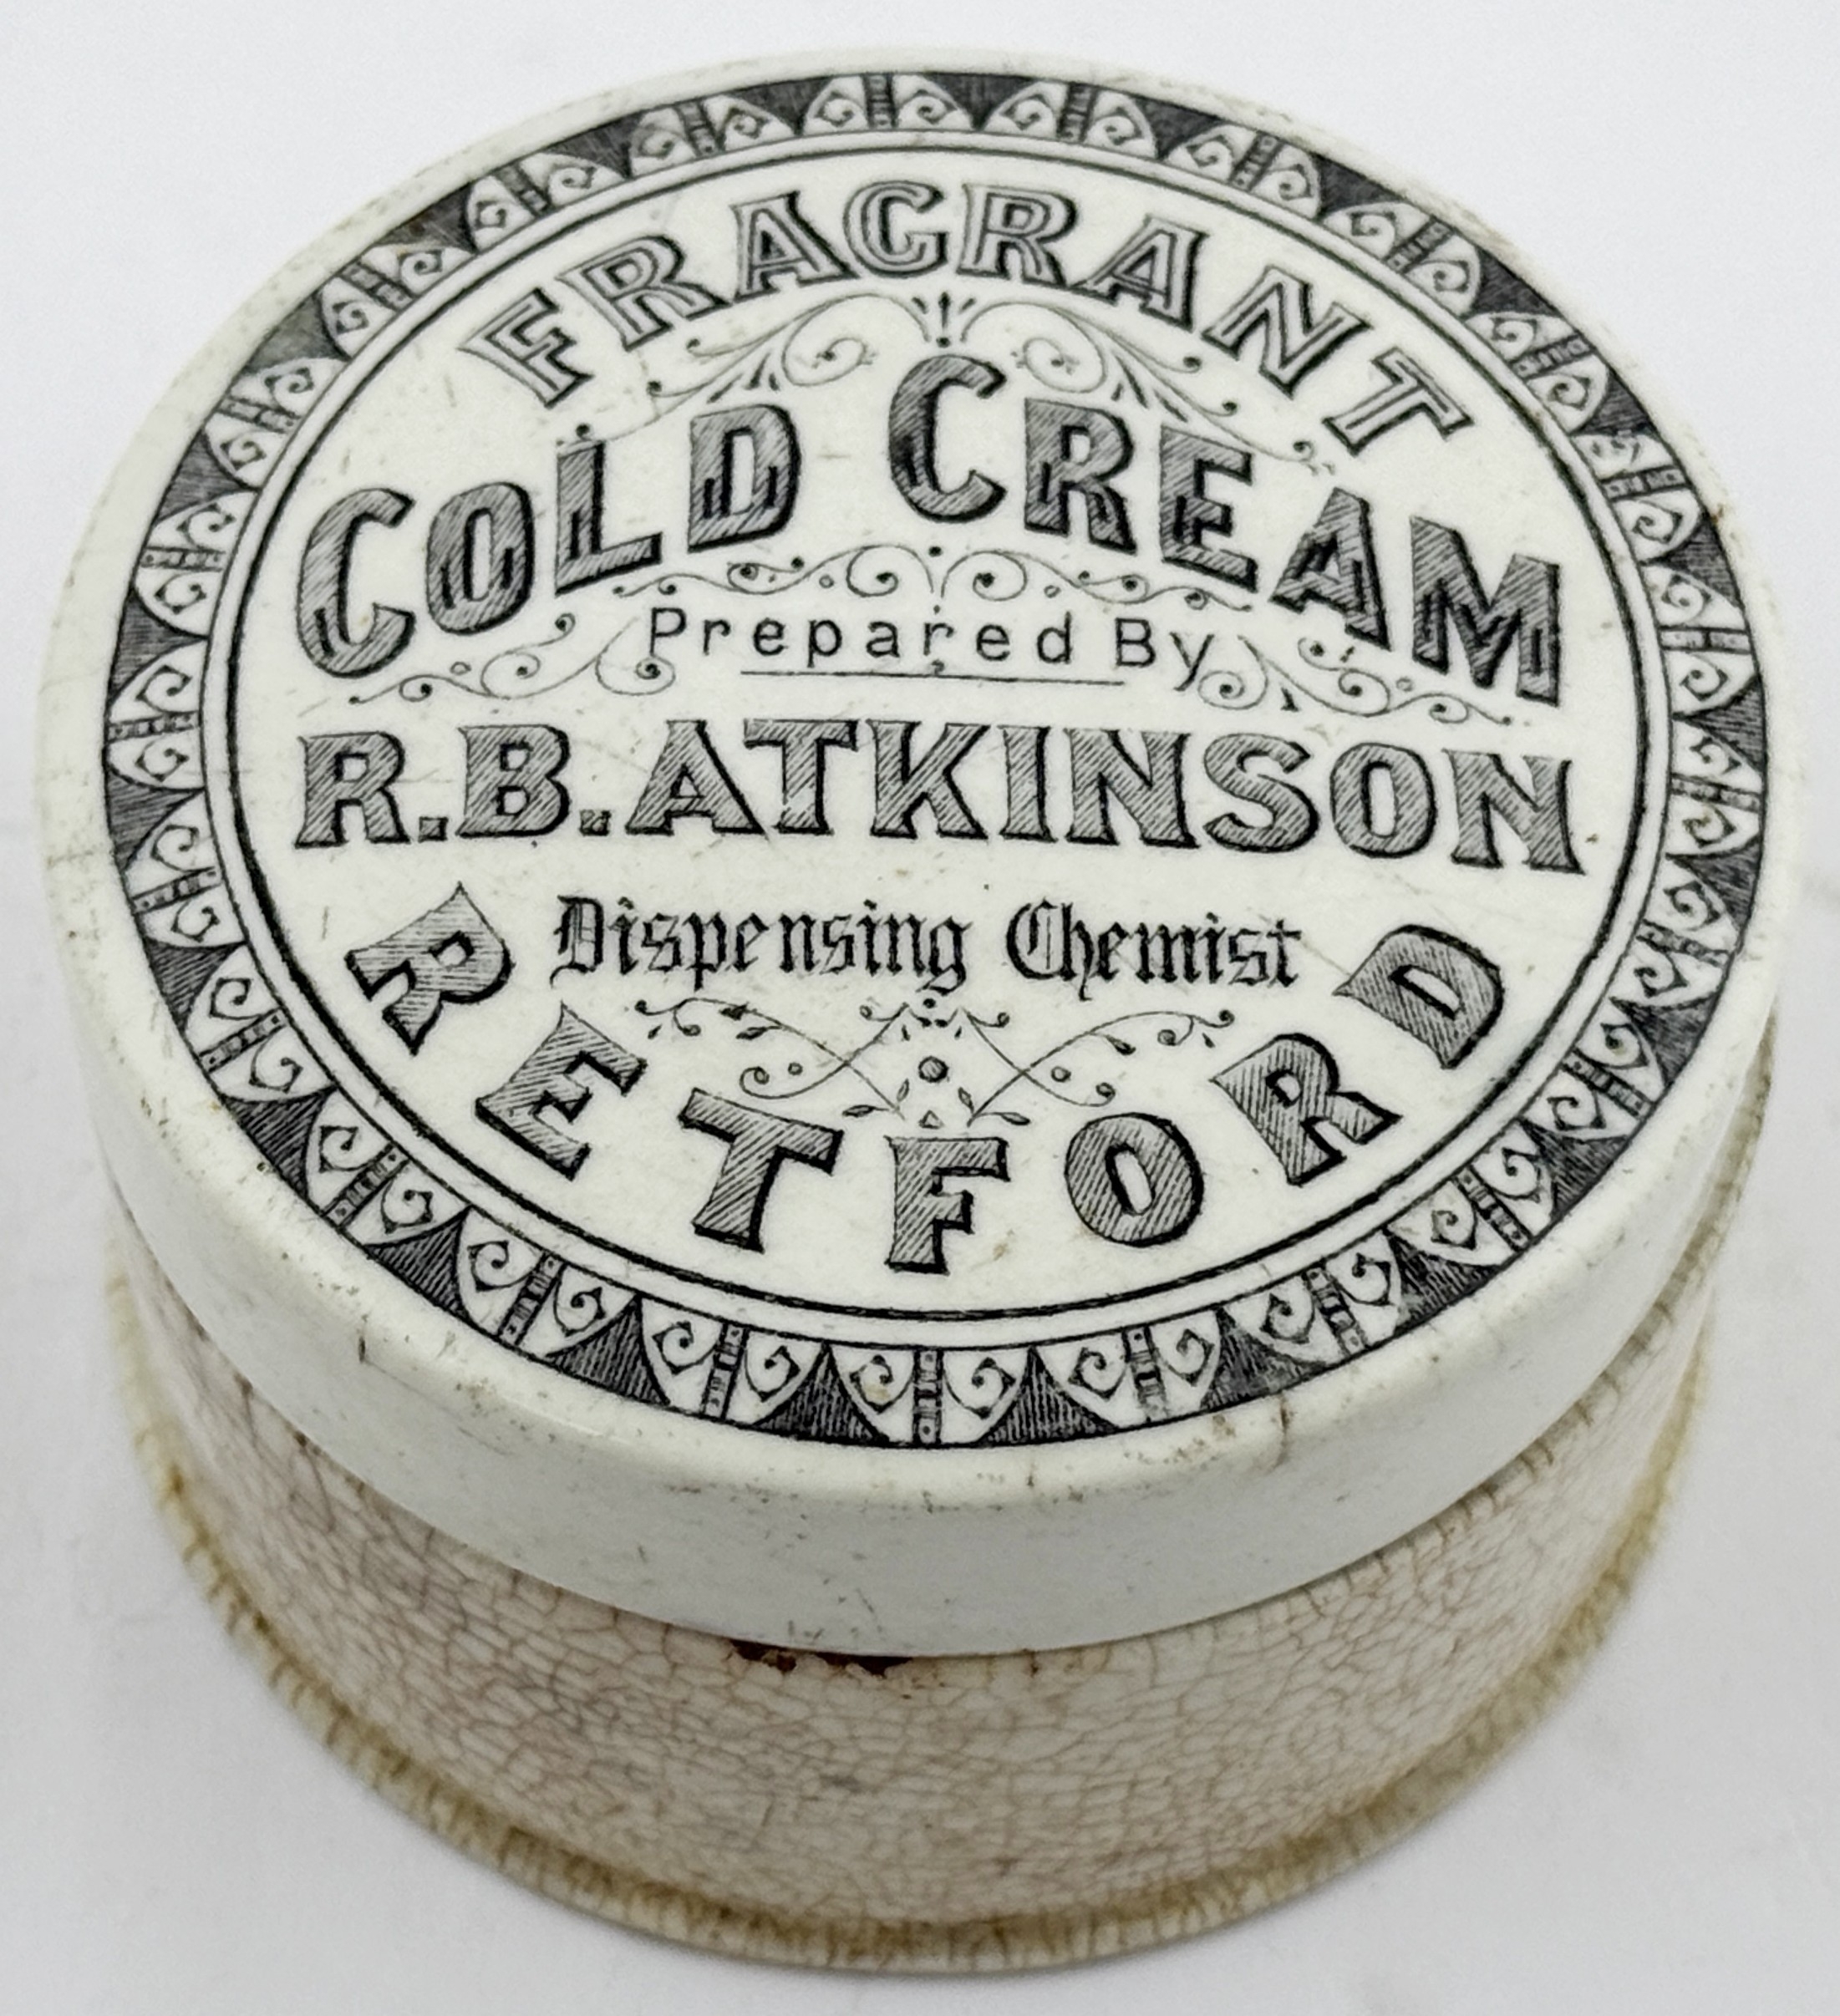 FRAGRANT
COLD CREAM
Prepared By
R.B.ATKINSON
Dispensing Chemist
RETFORD